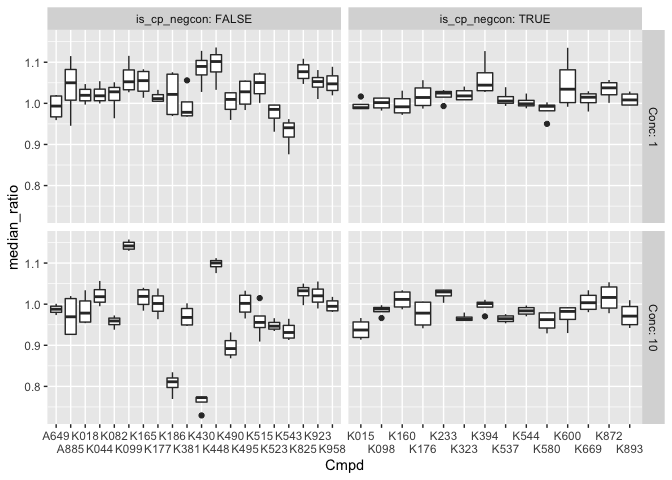 is_cp_negcon: FALSE
is_cp_negcon: TRUE
1.1
1.0
0.9
0.8
Conc: 1
median_ratio
1.1
1.0
0.9
0.8
Conc: 10
A649 K018 K082 K165 K186 K430 K490 K515 K543 K923
A885 K044 K099 K177 K381 K448 K495 K523 K825 K958
K015 K160 K233 K394 K544 K600 K872
K098 K176 K323 K537 K580 K669 K893
Cmpd